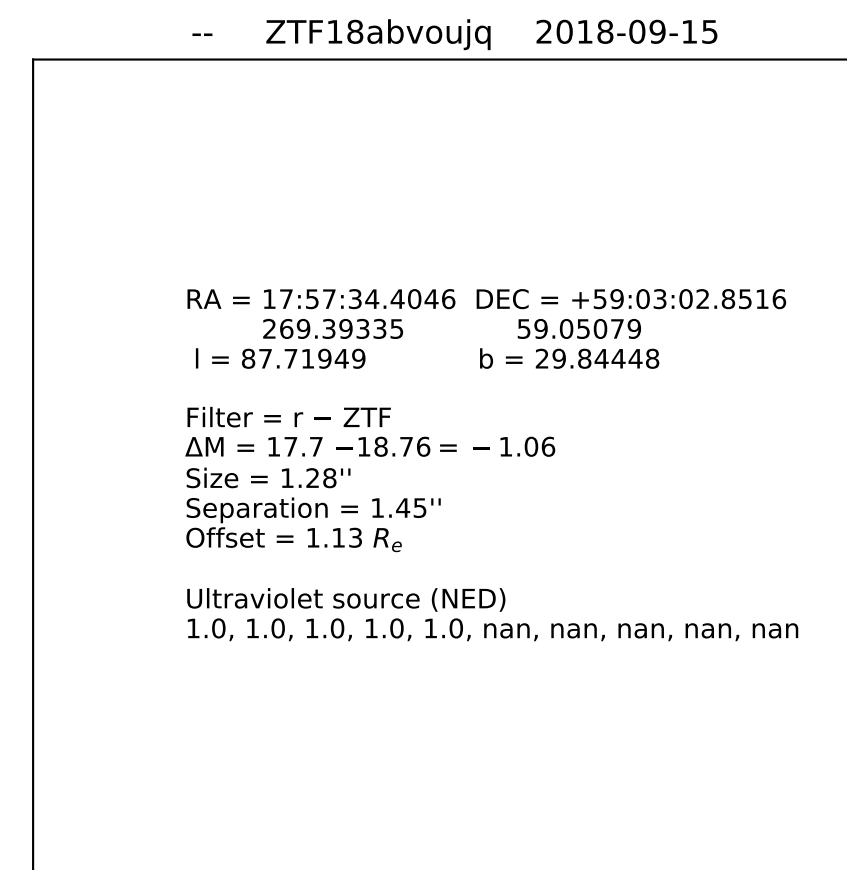 -- ZTF18abvoujq 2018-09-15
RA = 17:57:34.4046 DEC = +59:03:02.8516
269.39335 59.05079
l = 87.71949 b = 29.84448
Filter = r − ZTF
ΔM = 17.7 −18.76 = − 1.06
Size = 1.28''
Separation = 1.45''
Offset = 1.13 Rₑ
Ultraviolet source (NED)
1.0, 1.0, 1.0, 1.0, 1.0, nan, nan, nan, nan, nan